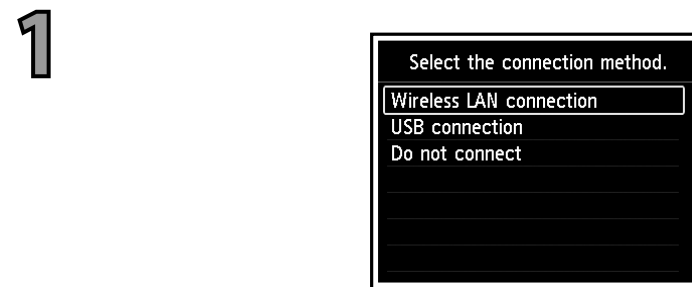 1
Select the connection method.
Wireless LAN connection
USB connection
Do not connect